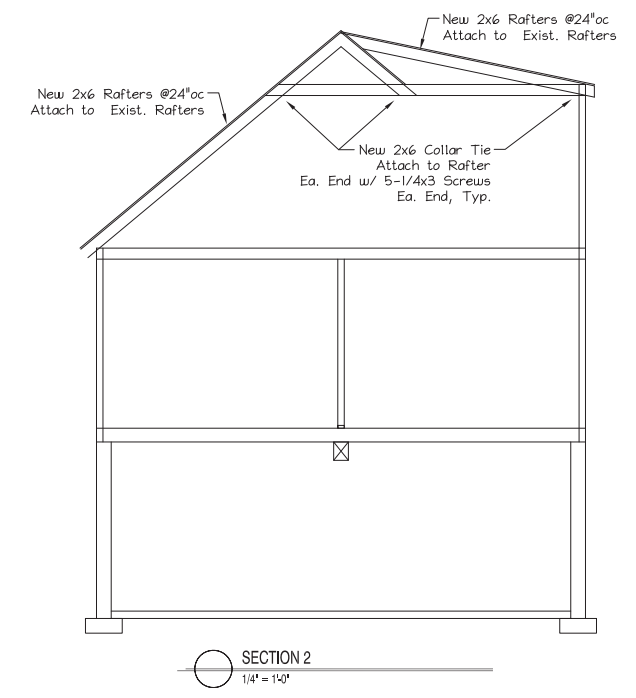 New 2x6 Rafters @24"oc
Attach to Exist. Rafters
New 2x6 Rafters @24"oc
Attach to Exist. Rafters
New 2x6 Collar Tie
Attach to Rafter
Ea. End w/ 5-1/4x3 Screws
Ea. End, Typ.
SECTION 2
1/4" = 1'-0"